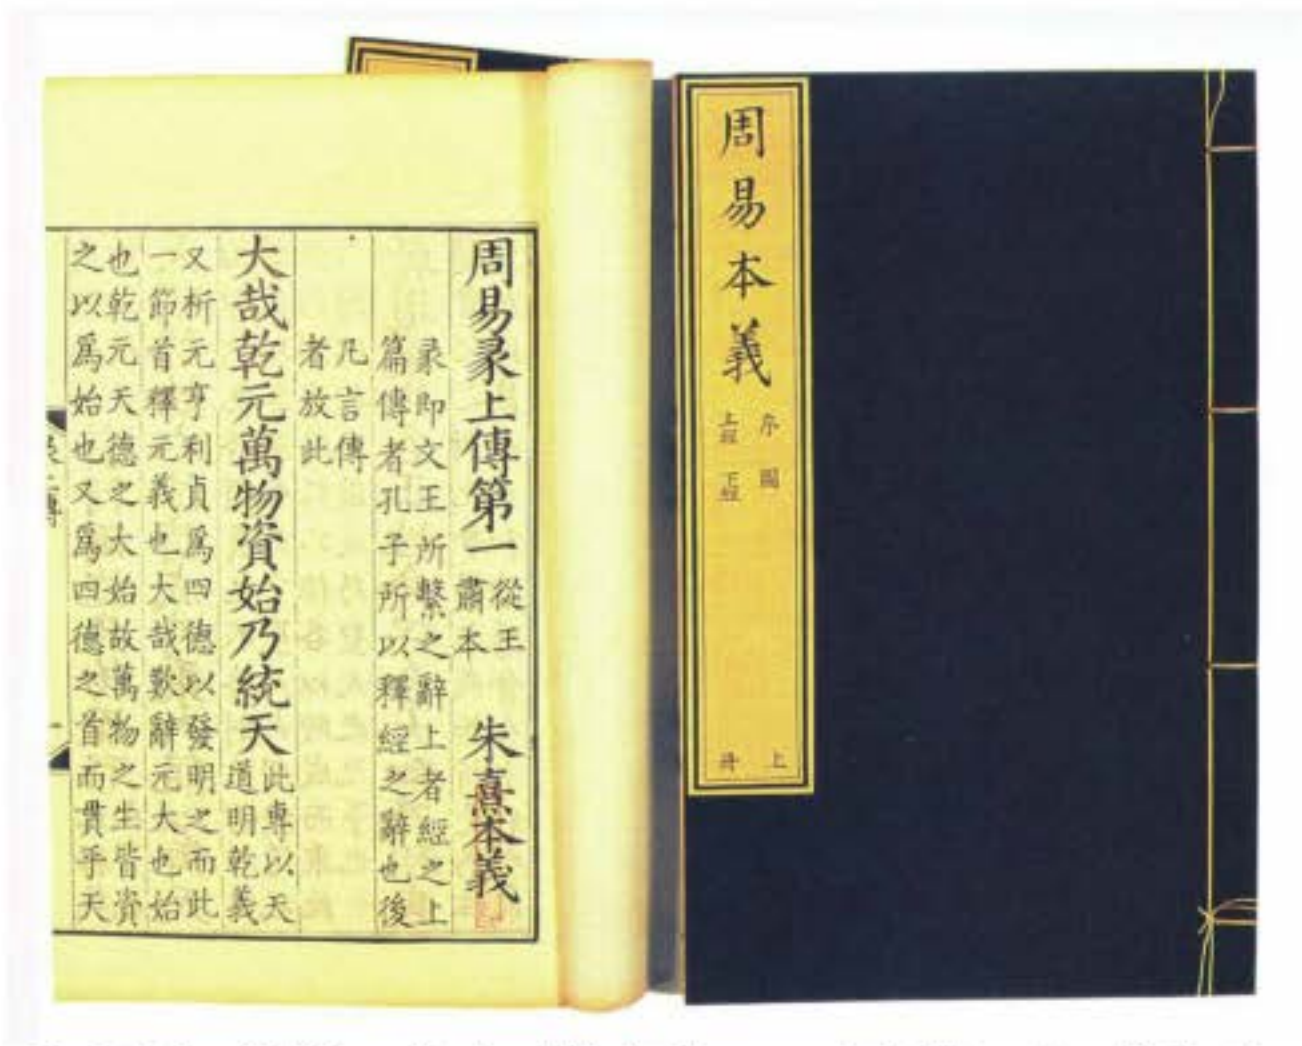 周易本義
序圖
上經下經
上冊
周易彖上傳第一
從王
肅本
朱熹本義
彖即文王所繫之辭上者經之上
篇傳者孔子所以釋經之辭也後
凡言傳
者放此
大哉乾元萬物資始乃統天
此專以天
道明乾義
又析元亨利貞爲四德以發明之而此
一節首釋元義也大哉歎辭元大也始
也乾元天德之大始故萬物之生皆資
之以爲始也又爲四德之首而貫乎天